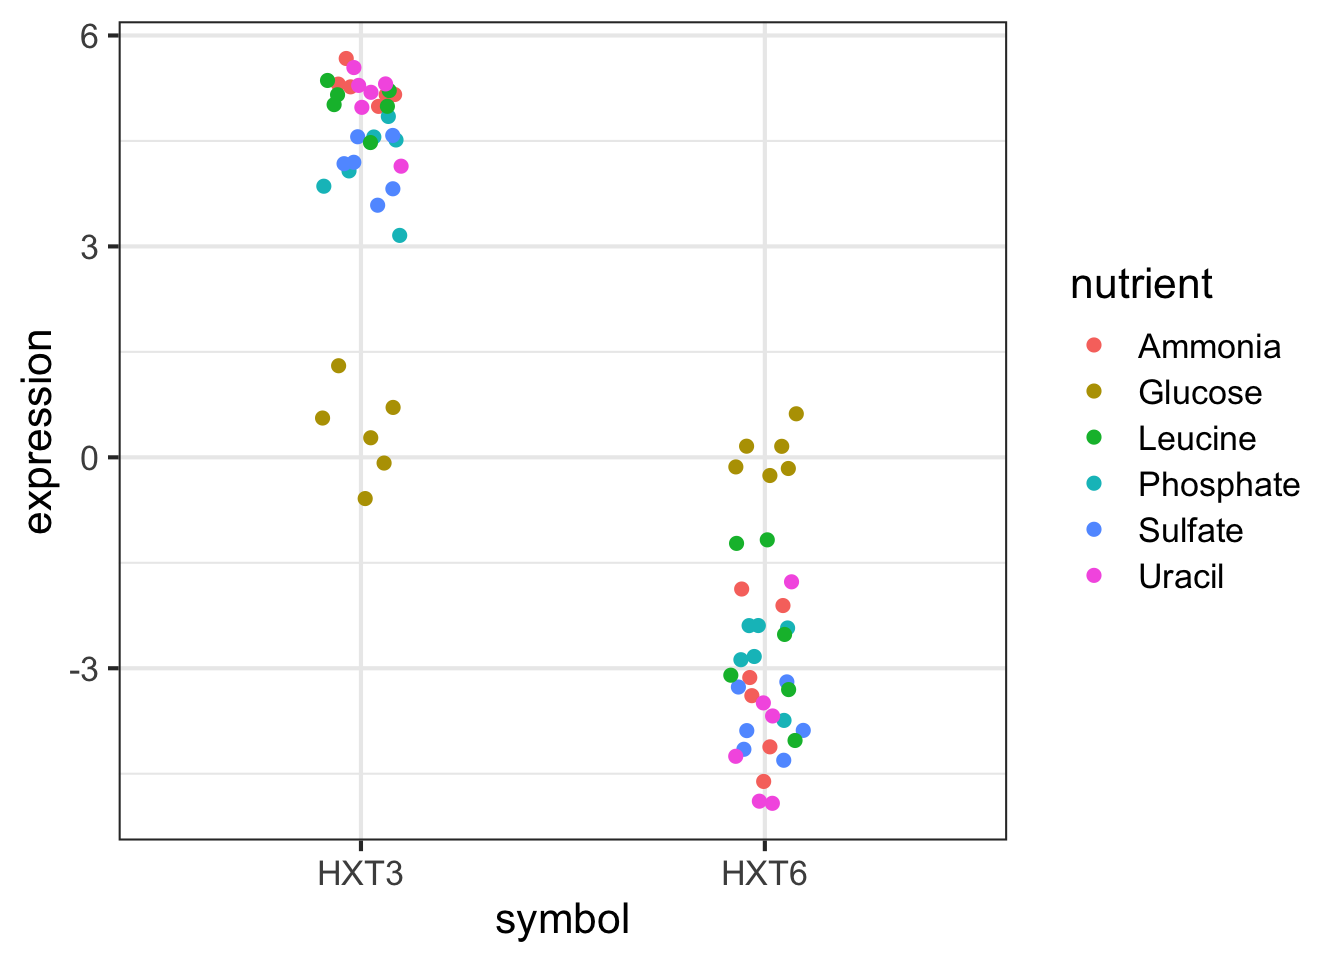 6
3
0
-3
expression
HXT3
HXT6
symbol
nutrient
Ammonia
Glucose
Leucine
Phosphate
Sulfate
Uracil